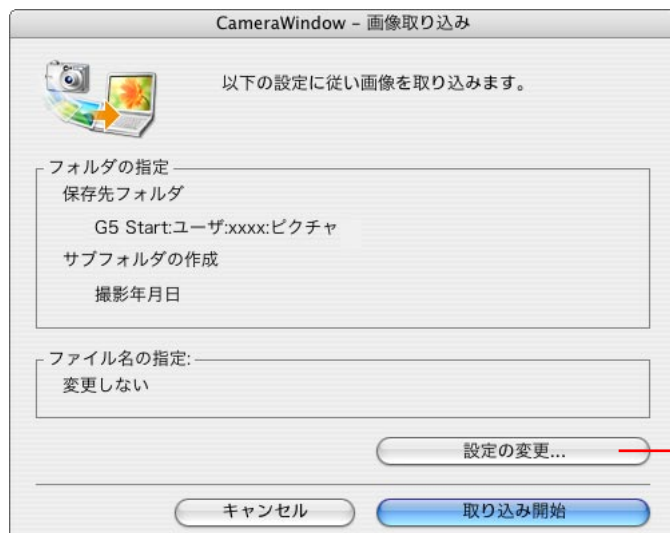 CameraWindow – 画像取り込み
以下の設定に従い画像を取り込みます。
フォルダの指定
保存先フォルダ
G5 Start:ユーザ:xxxx:ピクチャ
サブフォルダの作成
撮影年月日
ファイル名の指定:
変更しない
設定の変更...
キャンセル
取り込み開始